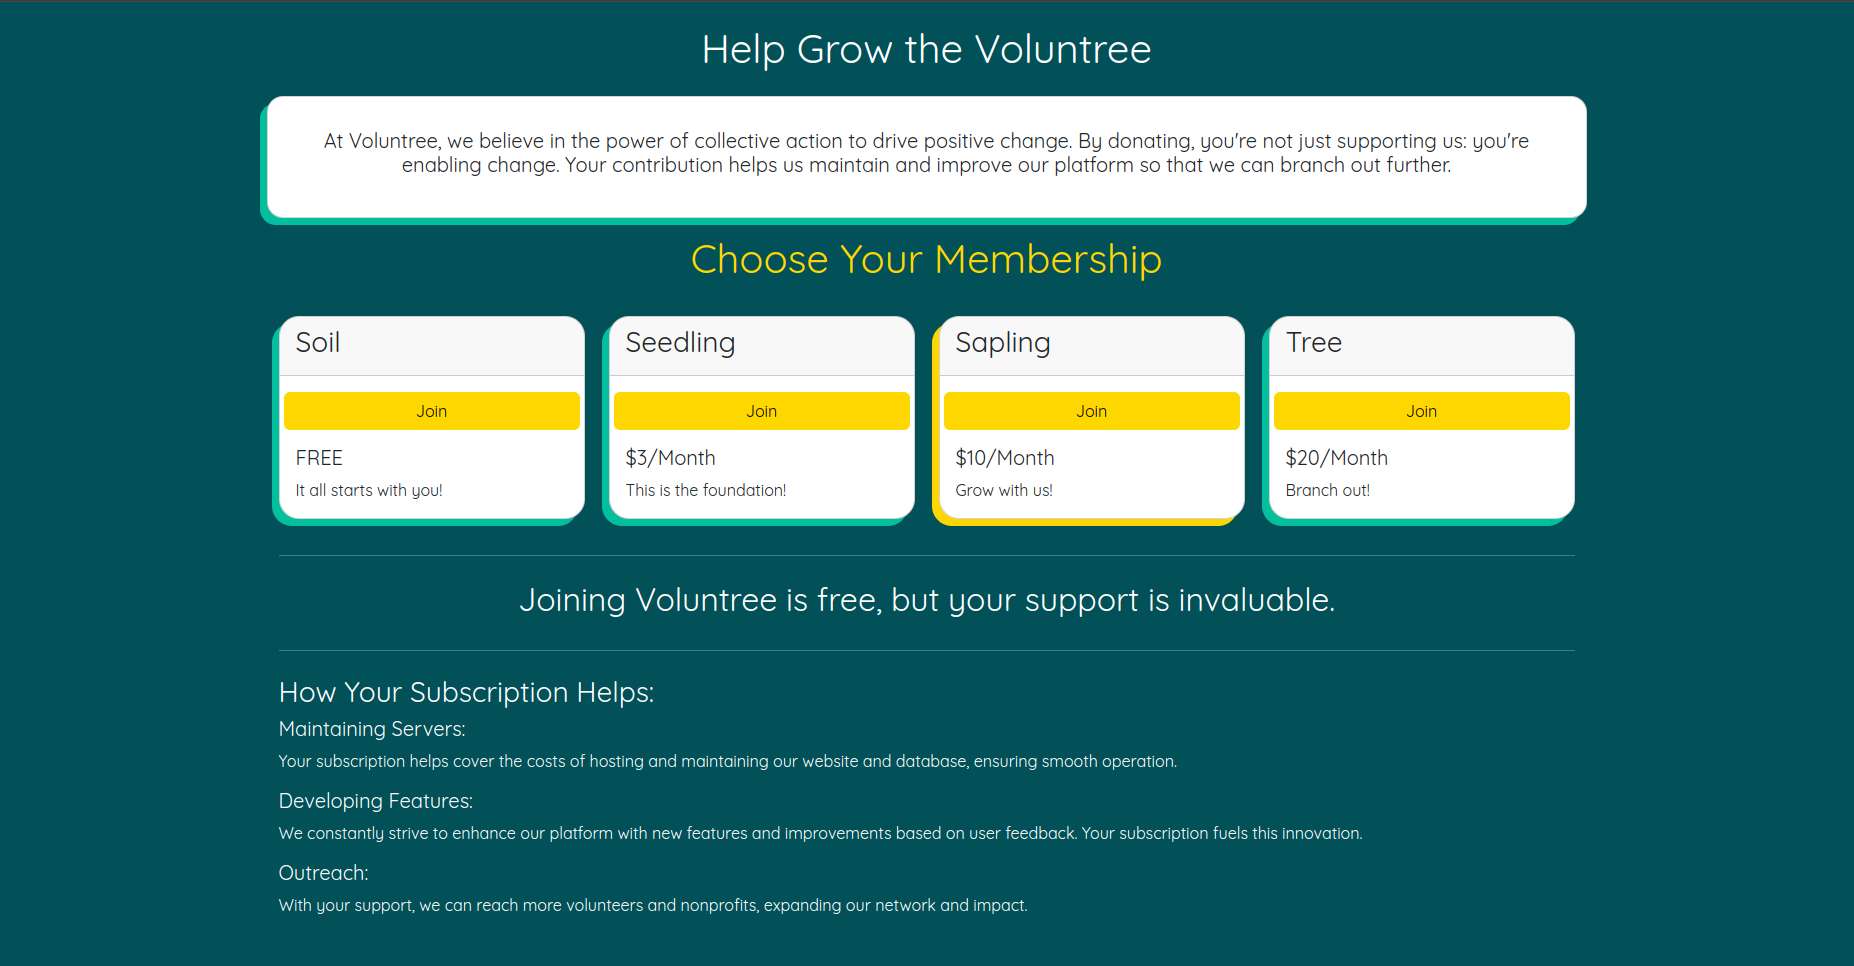 Help Grow the Voluntree
At Voluntree, we believe in the power of collective action to drive positive change. By donating, you're not just supporting us: you're
enabling change. Your contribution helps us maintain and improve our platform so that we can branch out further.
Choose Your Membership
Soil
Join
FREE
It all starts with you!
Seedling
Join
$3/Month
This is the foundation!
Sapling
Join
$10/Month
Grow with us!
Tree
Join
$20/Month
Branch out!
Joining Voluntree is free, but your support is invaluable.
How Your Subscription Helps:
Maintaining Servers:
Your subscription helps cover the costs of hosting and maintaining our website and database, ensuring smooth operation.
Developing Features:
We constantly strive to enhance our platform with new features and improvements based on user feedback. Your subscription fuels this innovation.
Outreach:
With your support, we can reach more volunteers and nonprofits, expanding our network and impact.